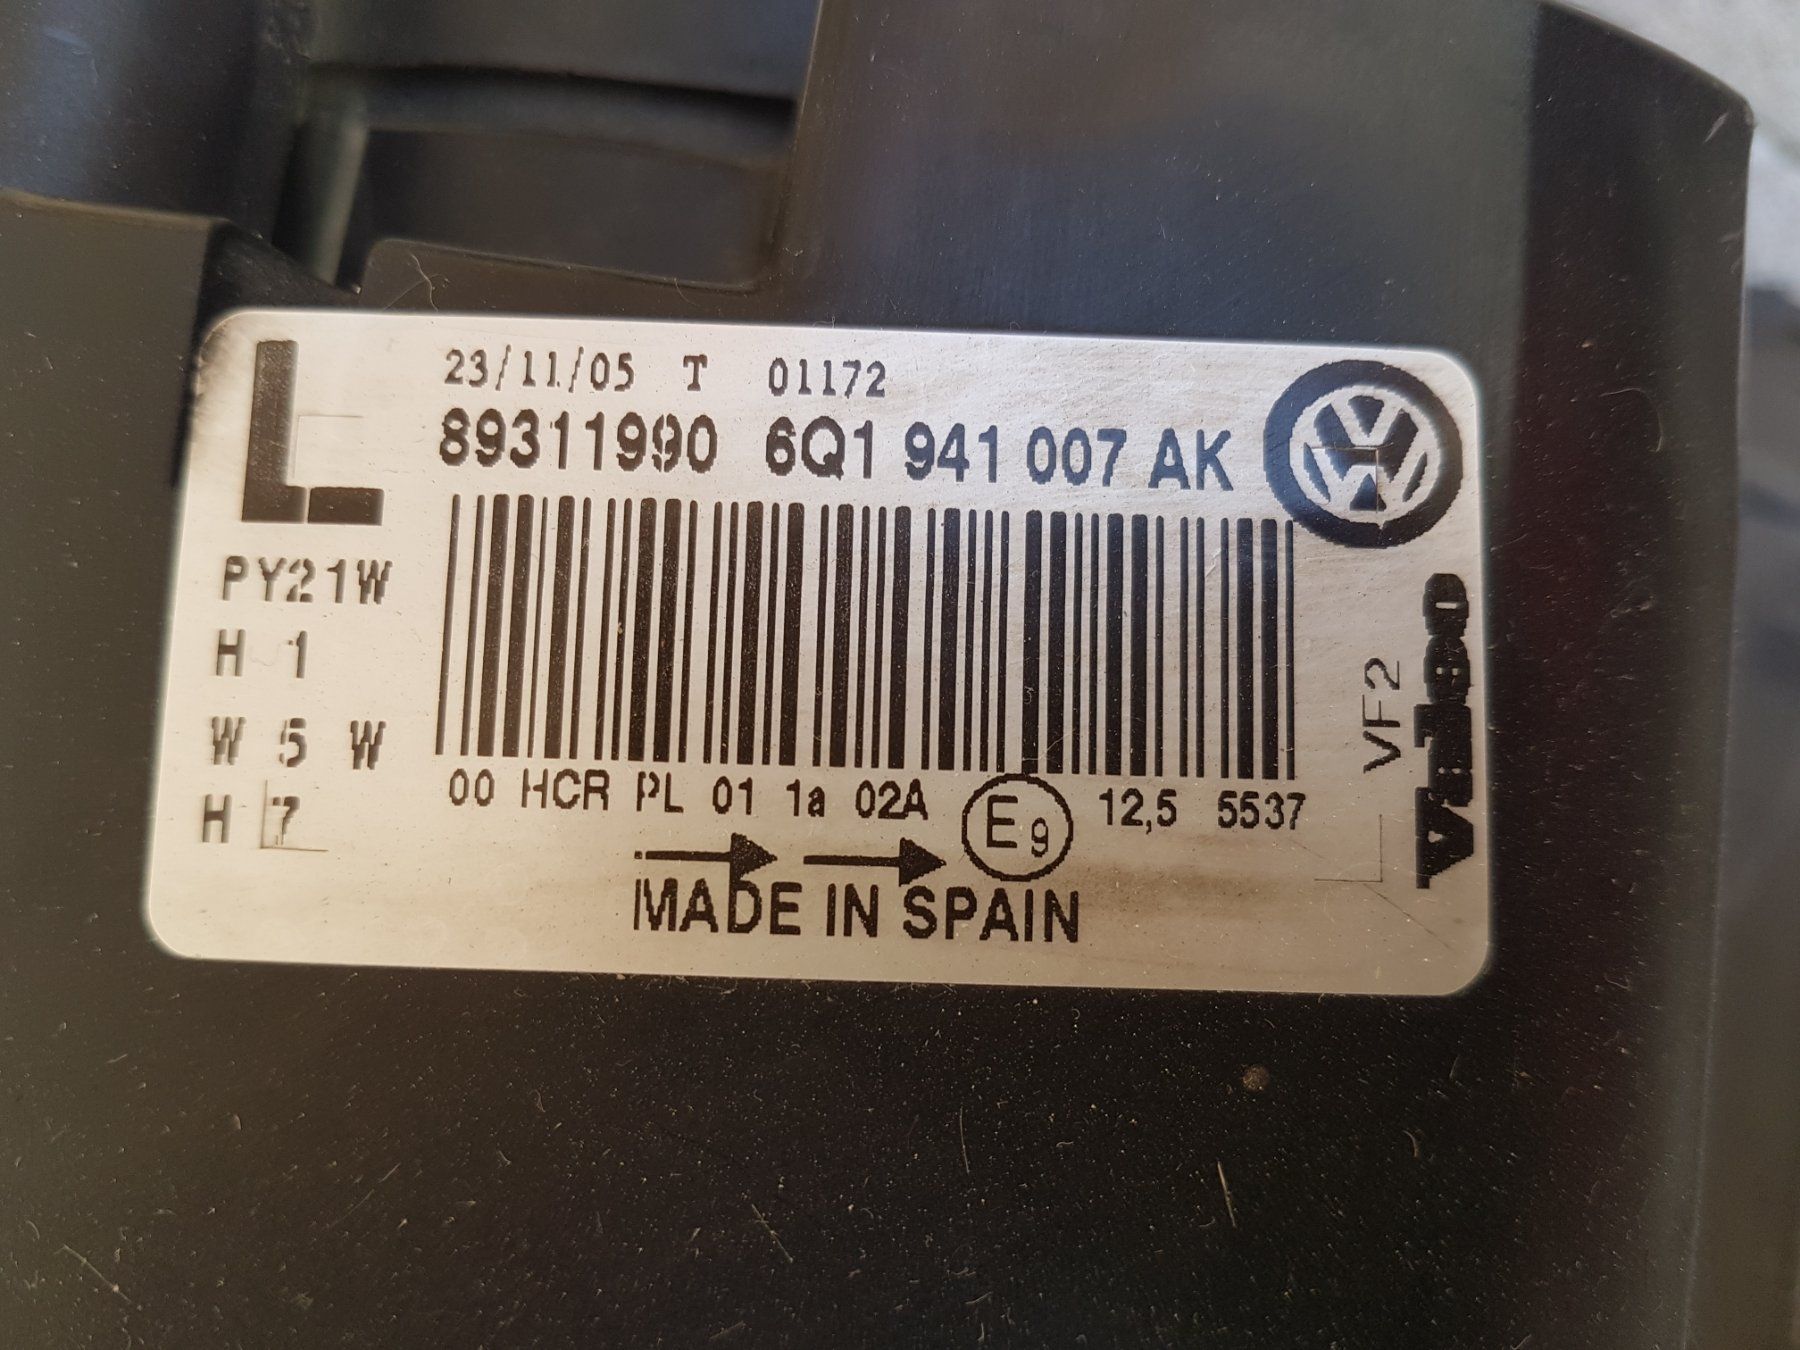 L
23/11/05 T 01172
89311990 6Q1 941 007 AK
PY21W
H 1
W 5 W
H 7
00 HCR PL 01 1a 02A E9 12,5 5537
MADE IN SPAIN
VF2
Valeo